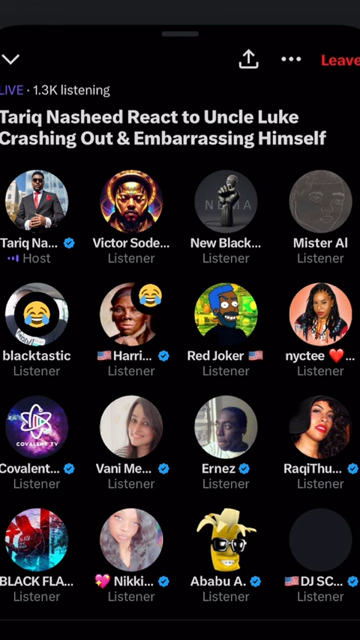 Leave
LIVE · 1.3K listening
Tariq Nasheed React to Uncle Luke
Crashing Out & Embarrassing Himself
Tariq Na...
Victor Sode...
New Black...
Mister Al
Host
Listener
Listener
Listener
blacktastic
Harri...
Red Joker
nyctee ❤️...
Listener
Listener
Listener
Listener
COVALENT TV
Covalent...
Vani Me...
Ernez
RaqiThu...
Listener
Listener
Listener
Listener
BLACK FLA...
💖 Nikki...
Ababu A.
DJ SC...
Listener
Listener
Listener
Listener